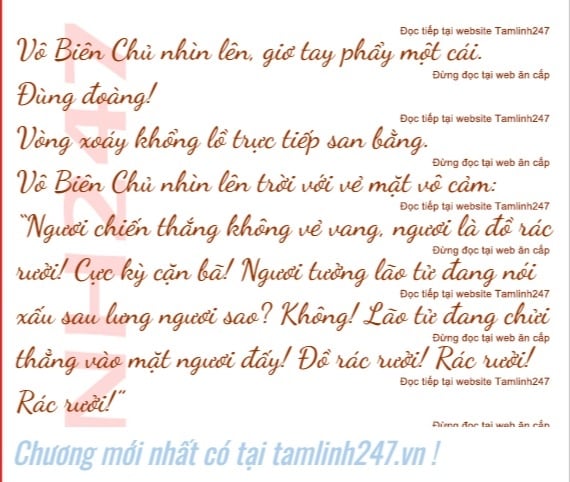 Đọc tiếp tại website Tamlinh247
Vô Biên Chủ nhìn lên, giơ tay phẩy một cái.
Đừng đọc tại web ăn cắp
Đùng đoàng!
Đọc tiếp tại website Tamlinh247
Vòng xoáy khổng lồ trực tiếp san bằng.
Đừng đọc tại web ăn cắp
Vô Biên Chủ nhìn lên trời với vẻ mặt vô cảm:
Đọc tiếp tại website Tamlinh247
"Ngươi chiến thắng không vẻ vang, ngươi là đồ rác
Đừng đọc tại web ăn cắp
rưởi! Cực kỳ cặn bã! Ngươi tưởng lão tử đang nói
Đọc tiếp tại website Tamlinh247
xấu sau lưng ngươi sao? Không! Lão tử đang chửi
Đừng đọc tại web ăn cắp
thẳng vào mặt ngươi đấy! Đồ rác rưởi! Rác rưởi!
Đọc tiếp tại website Tamlinh247
Rác rưởi!"
Đừng đọc tại web ăn cắp
NH247
Chương mới nhất có tại tamlinh247.vn !